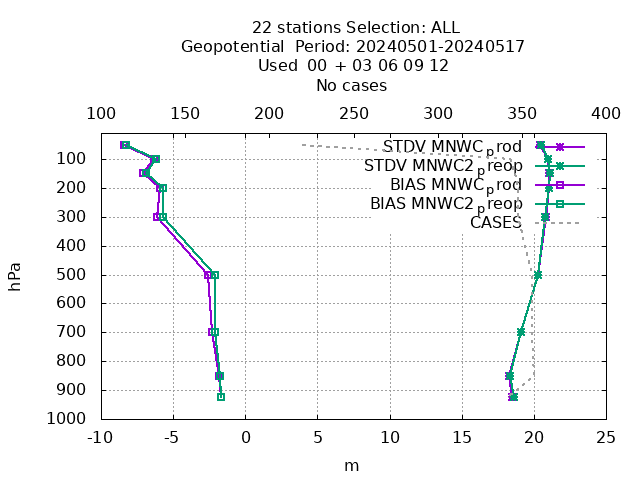 22 stations Selection: ALL
Geopotential  Period: 20240501-20240517
Used  00 + 03 06 09 12
No cases
100 150 200 250 300 350 400
STDV MNWC_prod
STDV MNWC2_preop
BIAS MNWC_prod
BIAS MNWC2_preop
CASES
100
200
300
400
500
600
700
800
900
1000
hPa
-10 -5 0 5 10 15 20 25
m